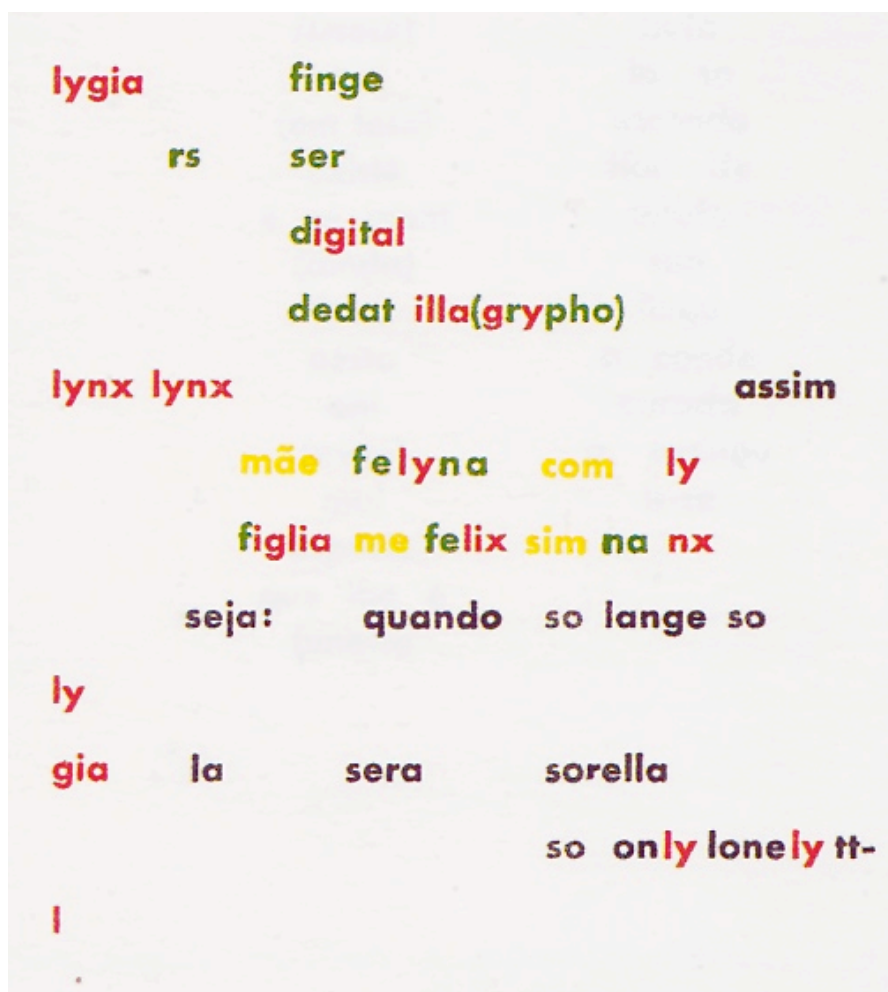 lygia finge
rs ser
digital
dedat illa(grypho)
lynx lynx assim
mãe felyna com ly
figlia me felix sim na nx
seja: quando so lange so
ly
gia la sera sorella
so only lonely tt-
l